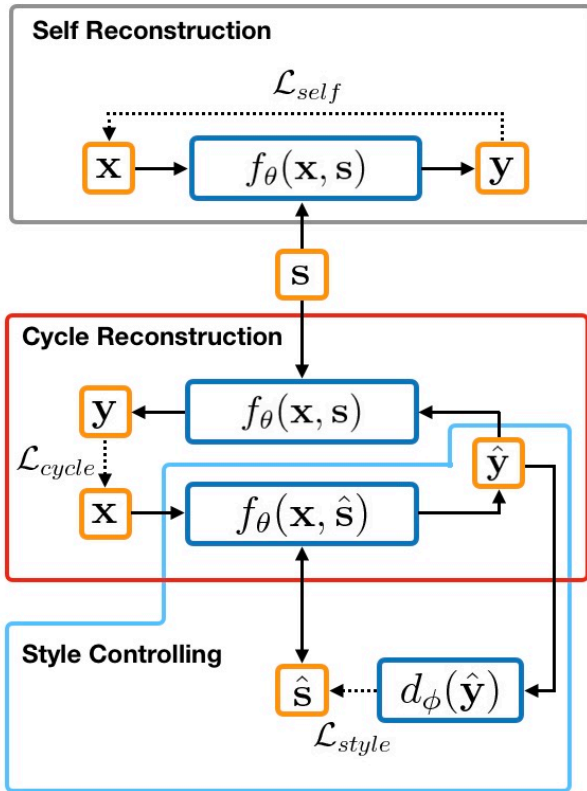 Self Reconstruction
ℒ_self
x f_θ(x, s) y
s
Cycle Reconstruction
y f_θ(x, s)
ℒ_cycle ŷ
x f_θ(x, ŝ)
Style Controlling
ŝ d_ϕ(ŷ)
ℒ_style